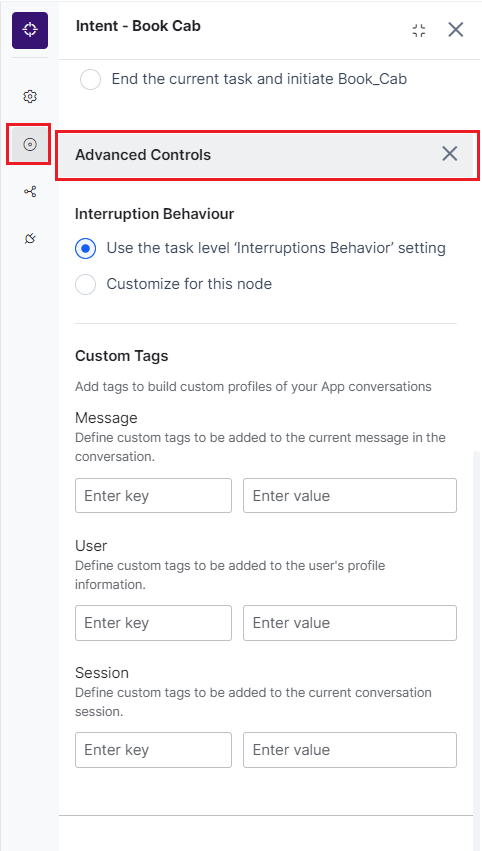 Intent - Book Cab
End the current task and initiate Book_Cab
Advanced Controls
Interruption Behaviour
Use the task level ‘Interruptions Behavior’ setting
Customize for this node
Custom Tags
Add tags to build custom profiles of your App conversations
Message
Define custom tags to be added to the current message in the
conversation.
Enter key Enter value
User
Define custom tags to be added to the user's profile
information.
Enter key Enter value
Session
Define custom tags to be added to the current conversation
session.
Enter key Enter value